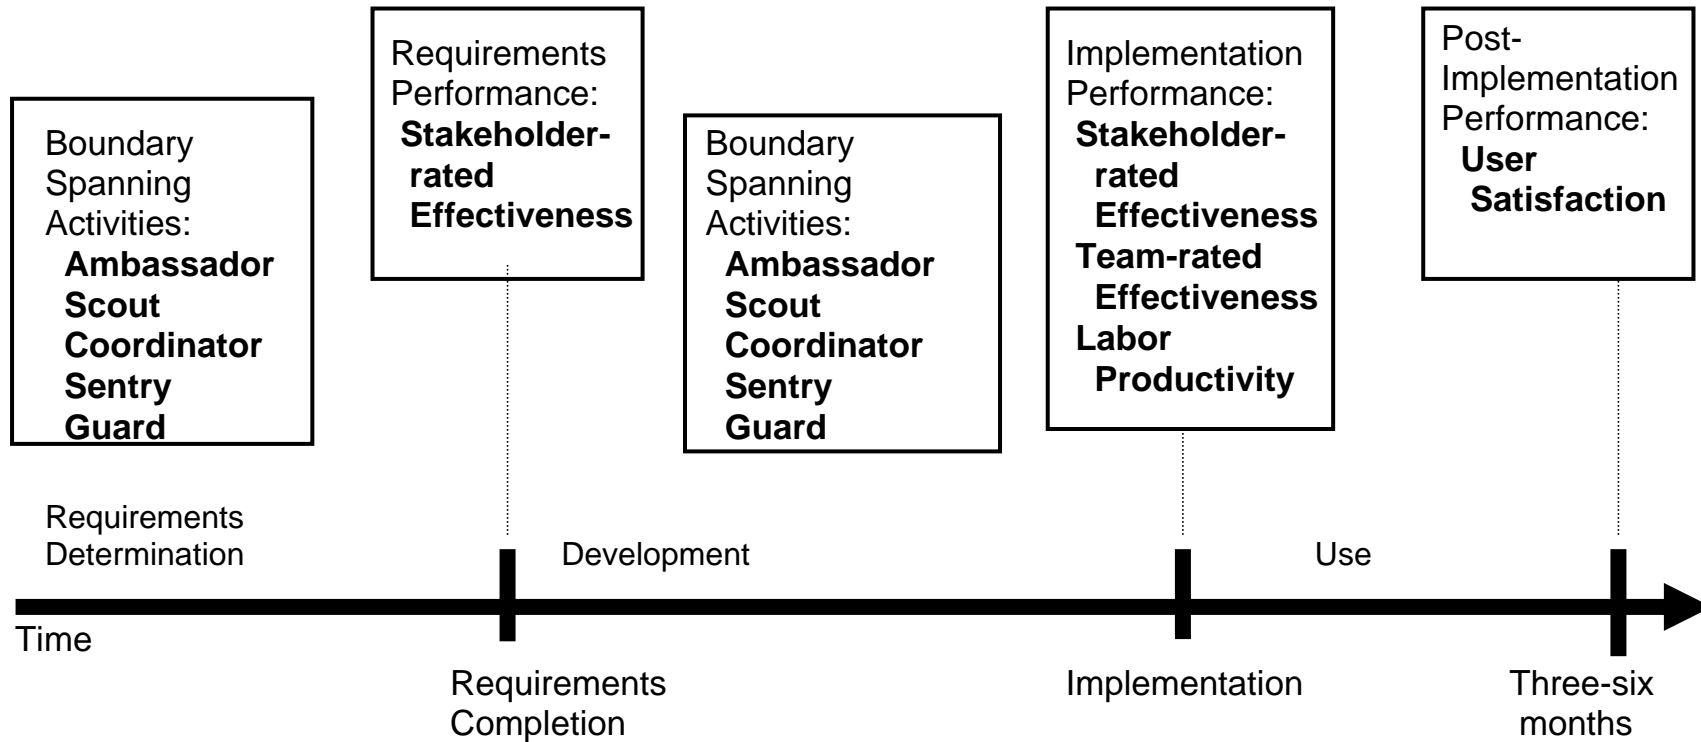 Boundary
Spanning
Activities:
Ambassador
Scout
Coordinator
Sentry
Guard
Requirements
Performance:
Stakeholder-
rated
Effectiveness
Boundary
Spanning
Activities:
Ambassador
Scout
Coordinator
Sentry
Guard
Implementation
Performance:
Stakeholder-
rated
Effectiveness
Team-rated
Effectiveness
Labor
Productivity
Post-
Implementation
Performance:
User
Satisfaction
Requirements
Determination
Development
Use
Time
Requirements
Completion
Implementation
Three-six
months